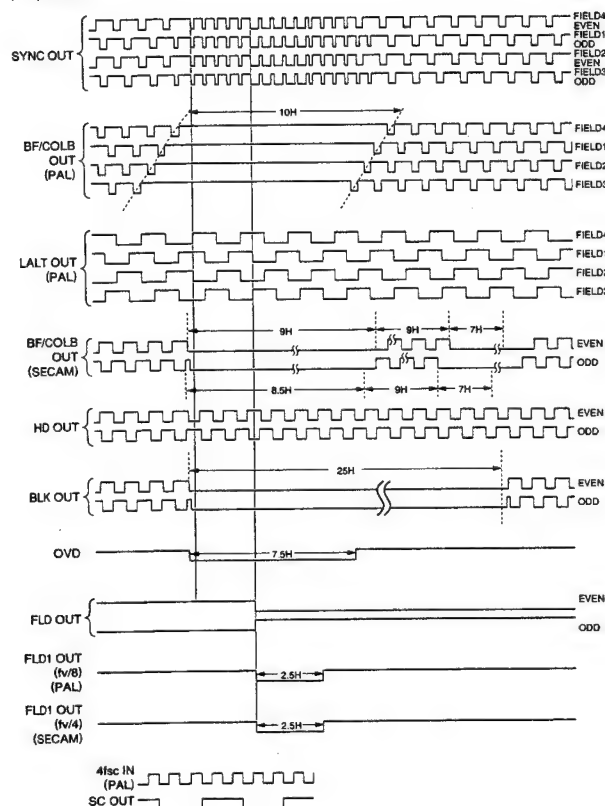 FIELD4
EVEN
FIELD1
ODD
FIELD2
EVEN
FIELD3
ODD
SYNC OUT
10H
BF/COLB
OUT
(PAL)
FIELD4
FIELD1
FIELD2
FIELD3
LALT OUT
(PAL)
FIELD4
FIELD1
FIELD2
FIELD3
9H
9H
7H
BF/COLB
OUT
(SECAM)
EVEN
ODD
8.5H
9H
7H
HD OUT
EVEN
ODD
25H
BLK OUT
EVEN
ODD
OVD
7.5H
FLD OUT
EVEN
ODD
FLD1 OUT
(fv/8)
(PAL)
2.5H
FLD1 OUT
(fv/4)
(SECAM)
2.5H
4fsc IN
(PAL)
SC OUT